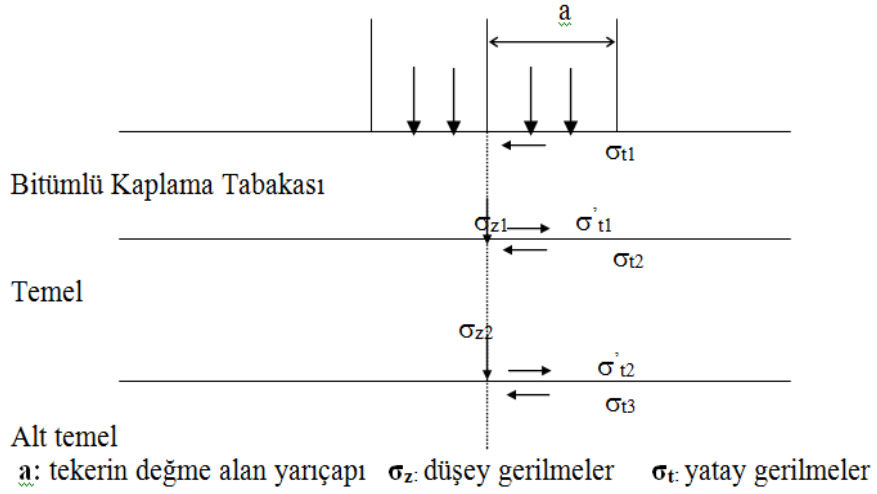 a
σt1
Bitümlü Kaplama Tabakası
σz1 σ't1
σt2
Temel
σz2
σ't2
σt3
Alt temel
a: tekerin değme alan yarıçapı σz: düşey gerilmeler σt: yatay gerilmeler